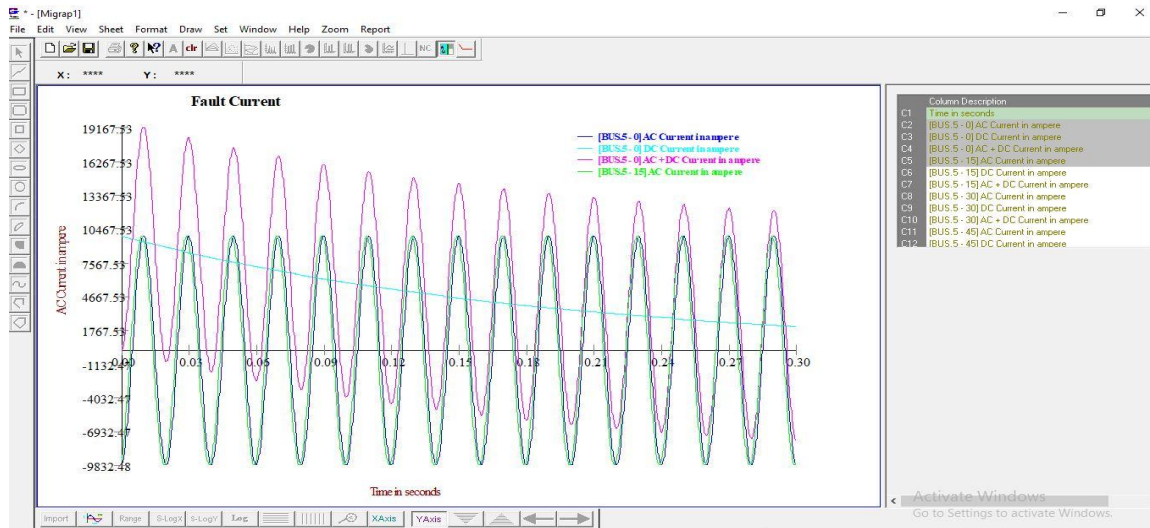 * - [Migrap1]
File Edit View Sheet Format Draw Set Window Help Zoom Report
A clr NC
X : **** Y : ****
Fault Current
19167.53
16267.53
13367.53
10467.53
7567.53
4667.53
1767.53
-1132.48
-4032.47
-6932.47
-9832.48
AC Current in ampere
[BUS.5 - 0] AC Current in ampere
[BUS.5 - 0] DC Current in ampere
[BUS.5 - 0] AC + DC Current in ampere
[BUS.5 - 15] AC Current in ampere
0.00 0.03 0.06 0.09 0.12 0.15 0.18 0.21 0.24 0.27 0.30
Time in seconds
Column Description
C1 Time in seconds
C2 [BUS.5 - 0] AC Current in ampere
C3 [BUS.5 - 0] DC Current in ampere
C4 [BUS.5 - 0] AC + DC Current in ampere
C5 [BUS.5 - 15] AC Current in ampere
C6 [BUS.5 - 15] DC Current in ampere
C7 [BUS.5 - 15] AC + DC Current in ampere
C8 [BUS.5 - 30] AC Current in ampere
C9 [BUS.5 - 30] DC Current in ampere
C10 [BUS.5 - 30] AC + DC Current in ampere
C11 [BUS.5 - 45] AC Current in ampere
C12 [BUS.5 - 45] DC Current in ampere
Activate Windows
Go to Settings to activate Windows.
Import Range S-LogX S-LogY Log XAxis YAxis